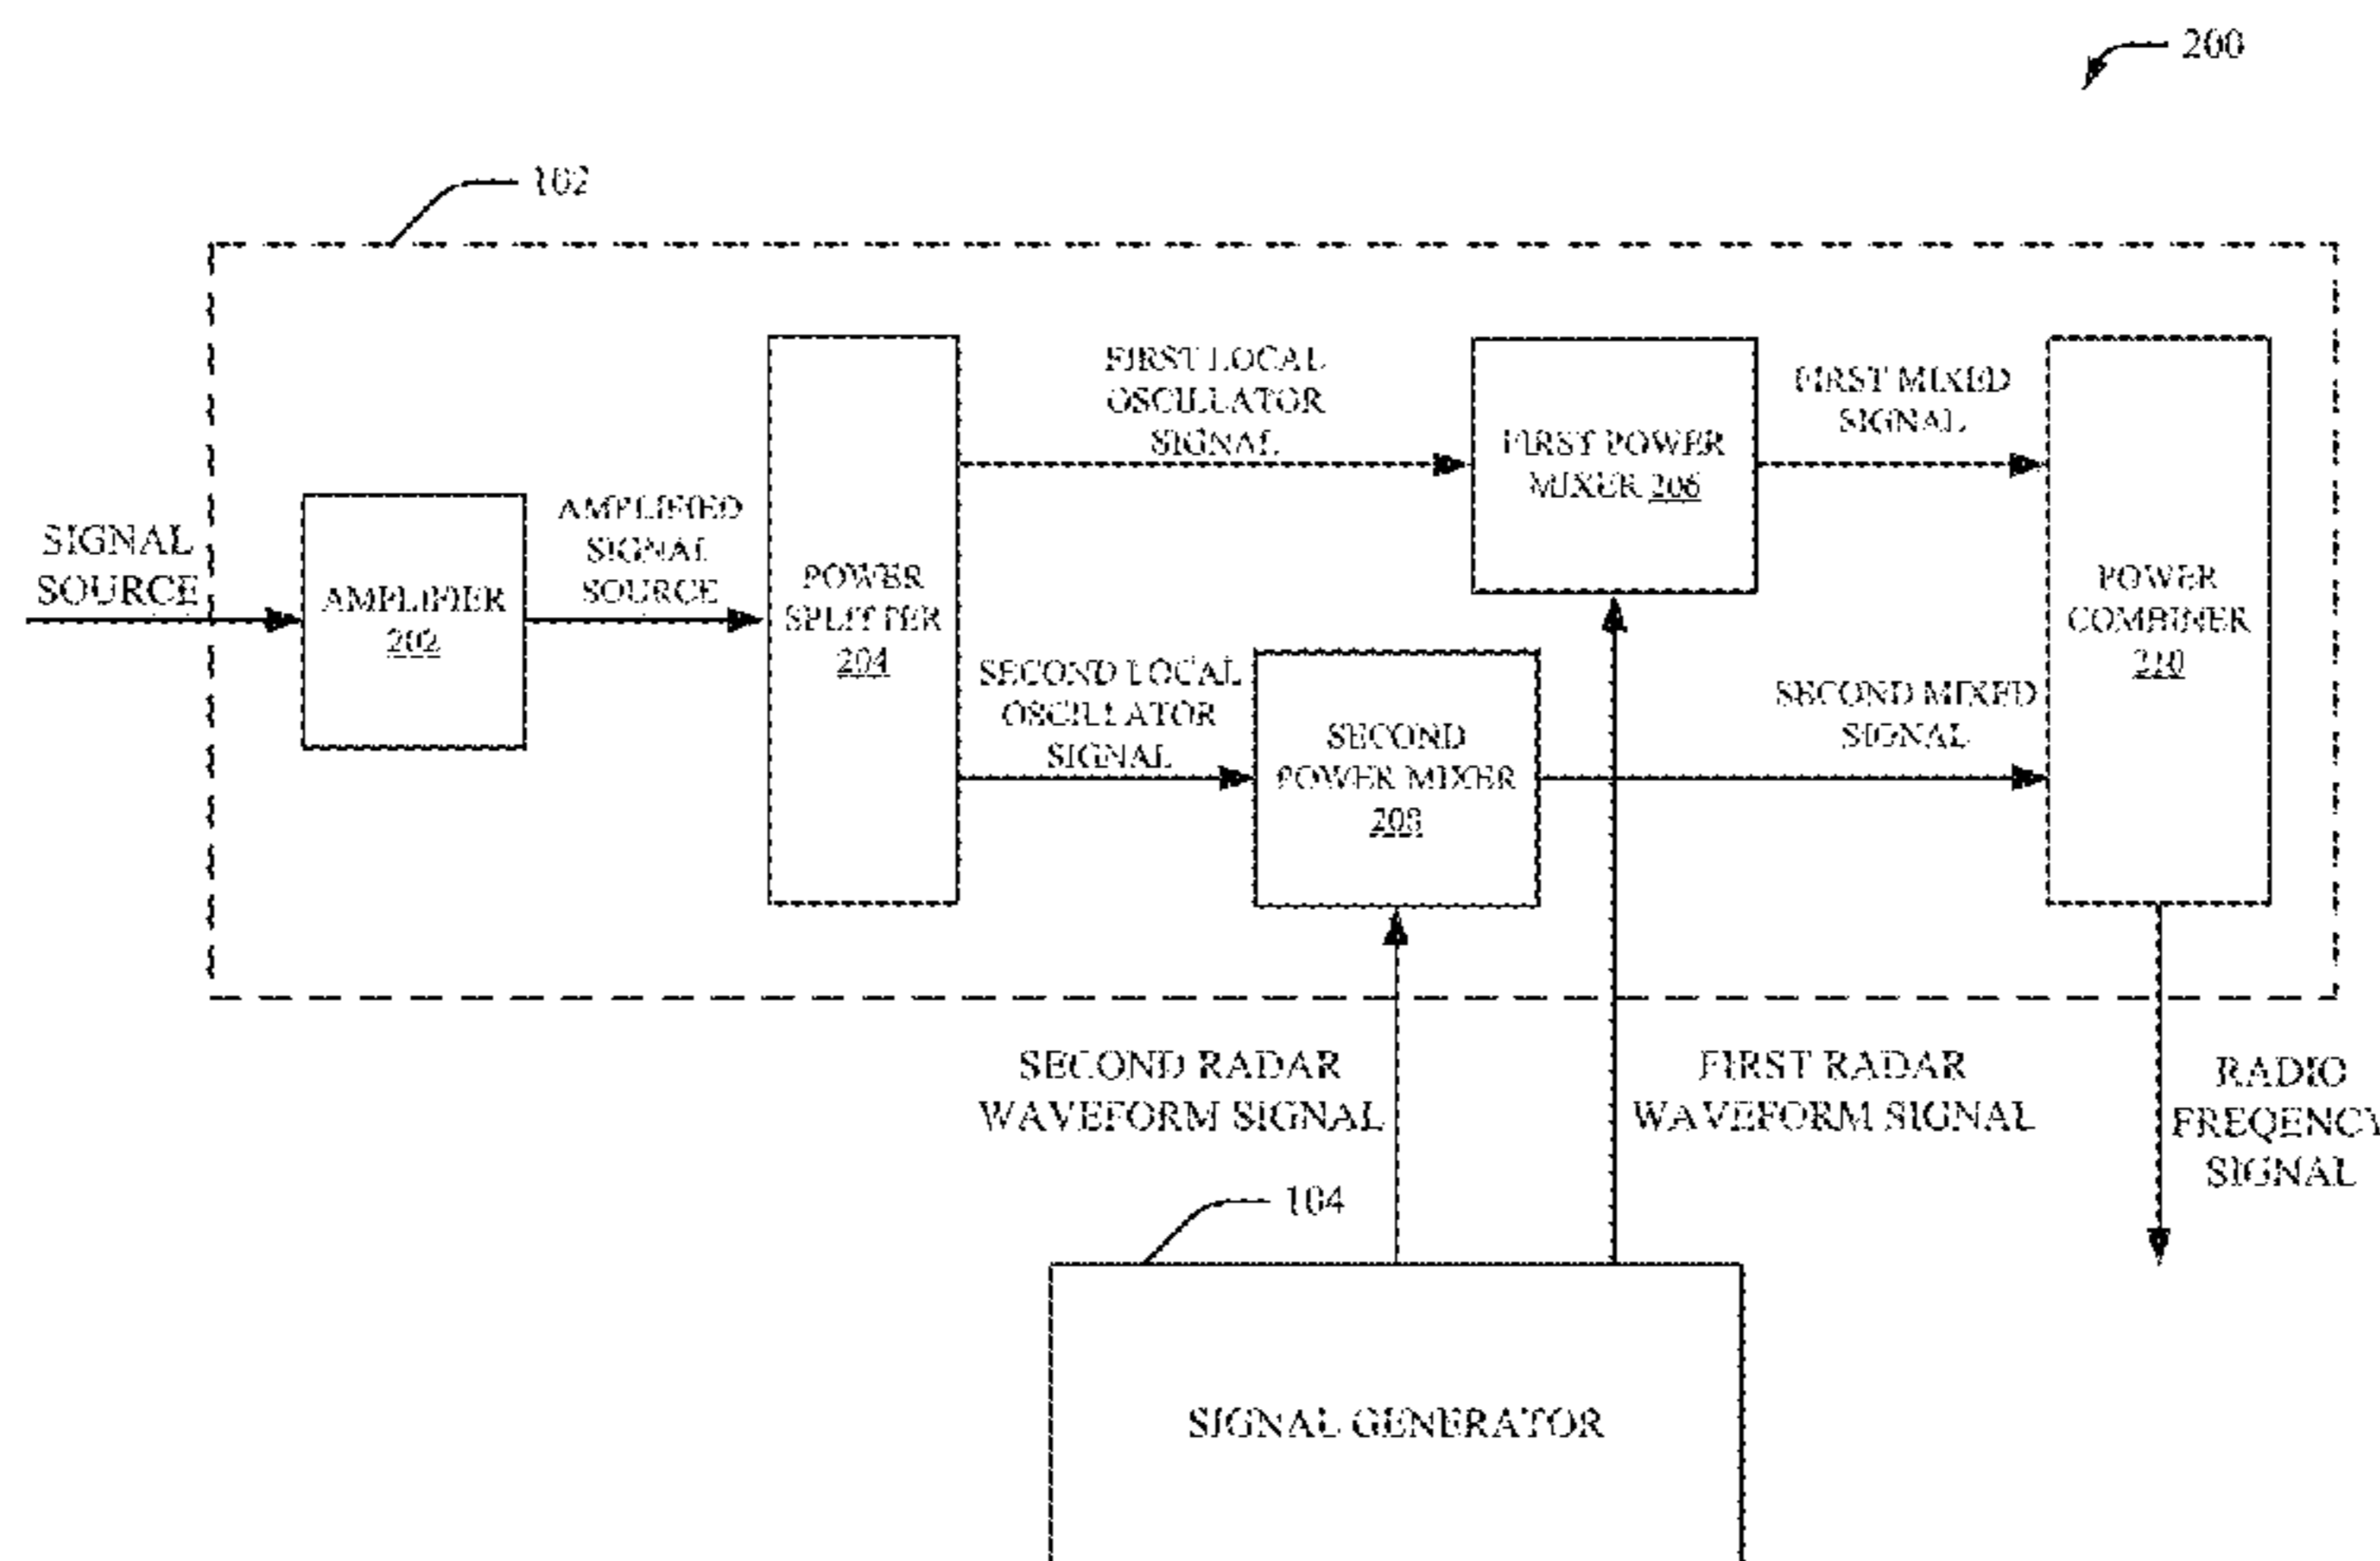 200
102
SIGNAL
SOURCE
AMPLIFIER
202
AMPLIFIED
SIGNAL
SOURCE
POWER
SPLITTER
204
FIRST LOCAL
OSCILLATOR
SIGNAL
SECOND LOCAL
OSCILLATOR
SIGNAL
FIRST POWER
MIXER 206
SECOND
POWER MIXER
208
FIRST MIXED
SIGNAL
SECOND MIXED
SIGNAL
POWER
COMBINER
210
SECOND RADAR
WAVEFORM SIGNAL
FIRST RADAR
WAVEFORM SIGNAL
RADIO
FREQENCY
SIGNAL
104
SIGNAL GENERATOR